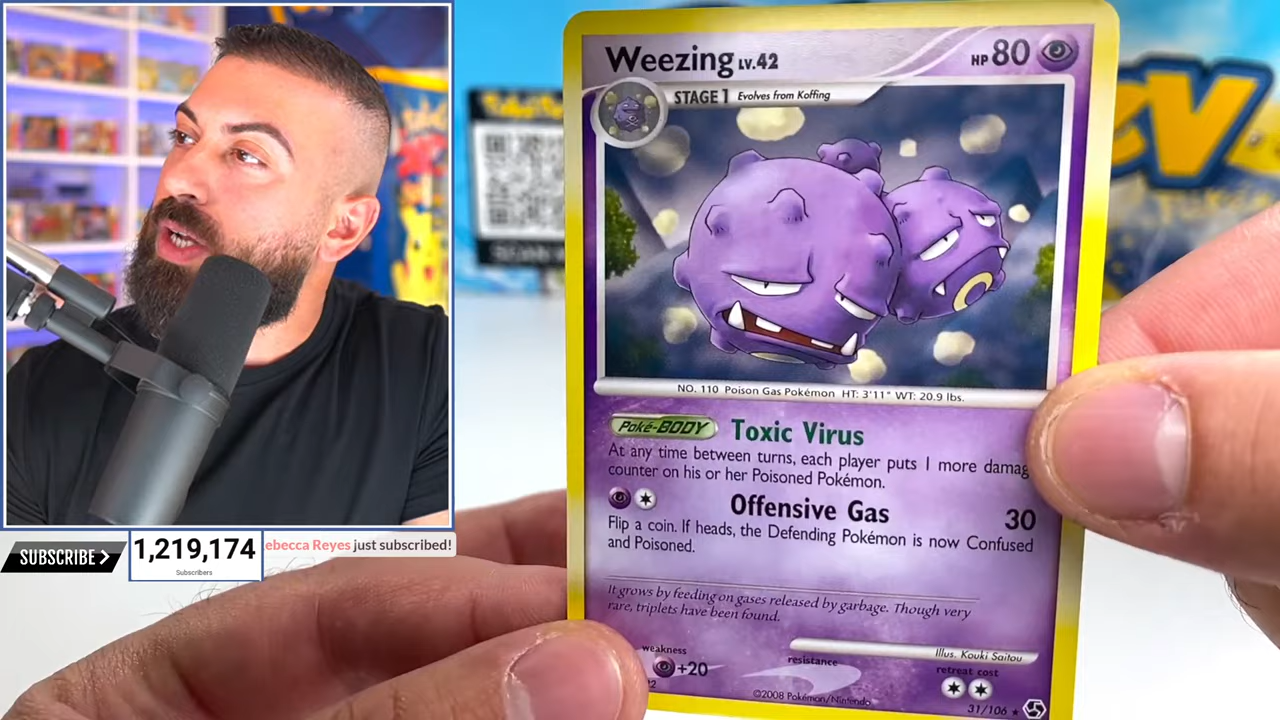 Weezing LV.42
HP 80
STAGE 1 Evolves from Koffing
NO. 110 Poison Gas Pokémon HT: 3'11" WT: 20.9 lbs.
Poké-BODY Toxic Virus
At any time between turns, each player puts 1 more damag
counter on his or her Poisoned Pokémon.
Offensive Gas 30
Flip a coin. If heads, the Defending Pokémon is now Confused
and Poisoned.
It grows by feeding on gases released by garbage. Though very
rare, triplets have been found.
Illus. Kouki Saitou
weakness
+20
resistance
retreat cost
©2008 Pokémon/Nintendo
31/106
SUBSCRIBE
1,219,174
Subscribers
ebecca Reyes just subscribed!